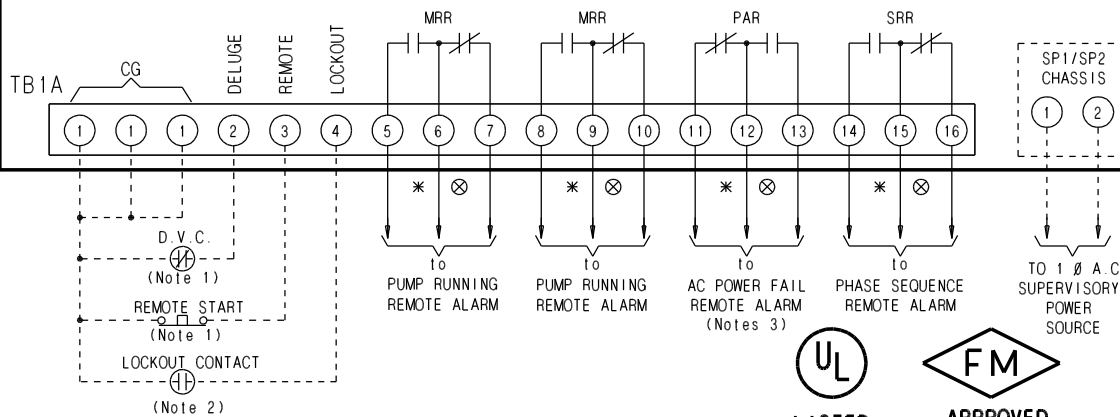 MRR MRR PAR SRR
DELUGE
REMOTE
LOCKOUT
TB1A CG
SP1/SP2
CHASSIS
1 1 1 2 3 4 5 6 7 8 9 10 11 12 13 14 15 16
1 2
D.V.C.
(Note 1)
REMOTE START
(Note 1)
LOCKOUT CONTACT
(Note 2)
to
PUMP RUNNING
REMOTE ALARM
to
PUMP RUNNING
REMOTE ALARM
to
AC POWER FAIL
REMOTE ALARM
(Notes 3)
to
PHASE SEQUENCE
REMOTE ALARM
TO 1 Ø A.C
SUPERVISORY
POWER
SOURCE
UL
FM